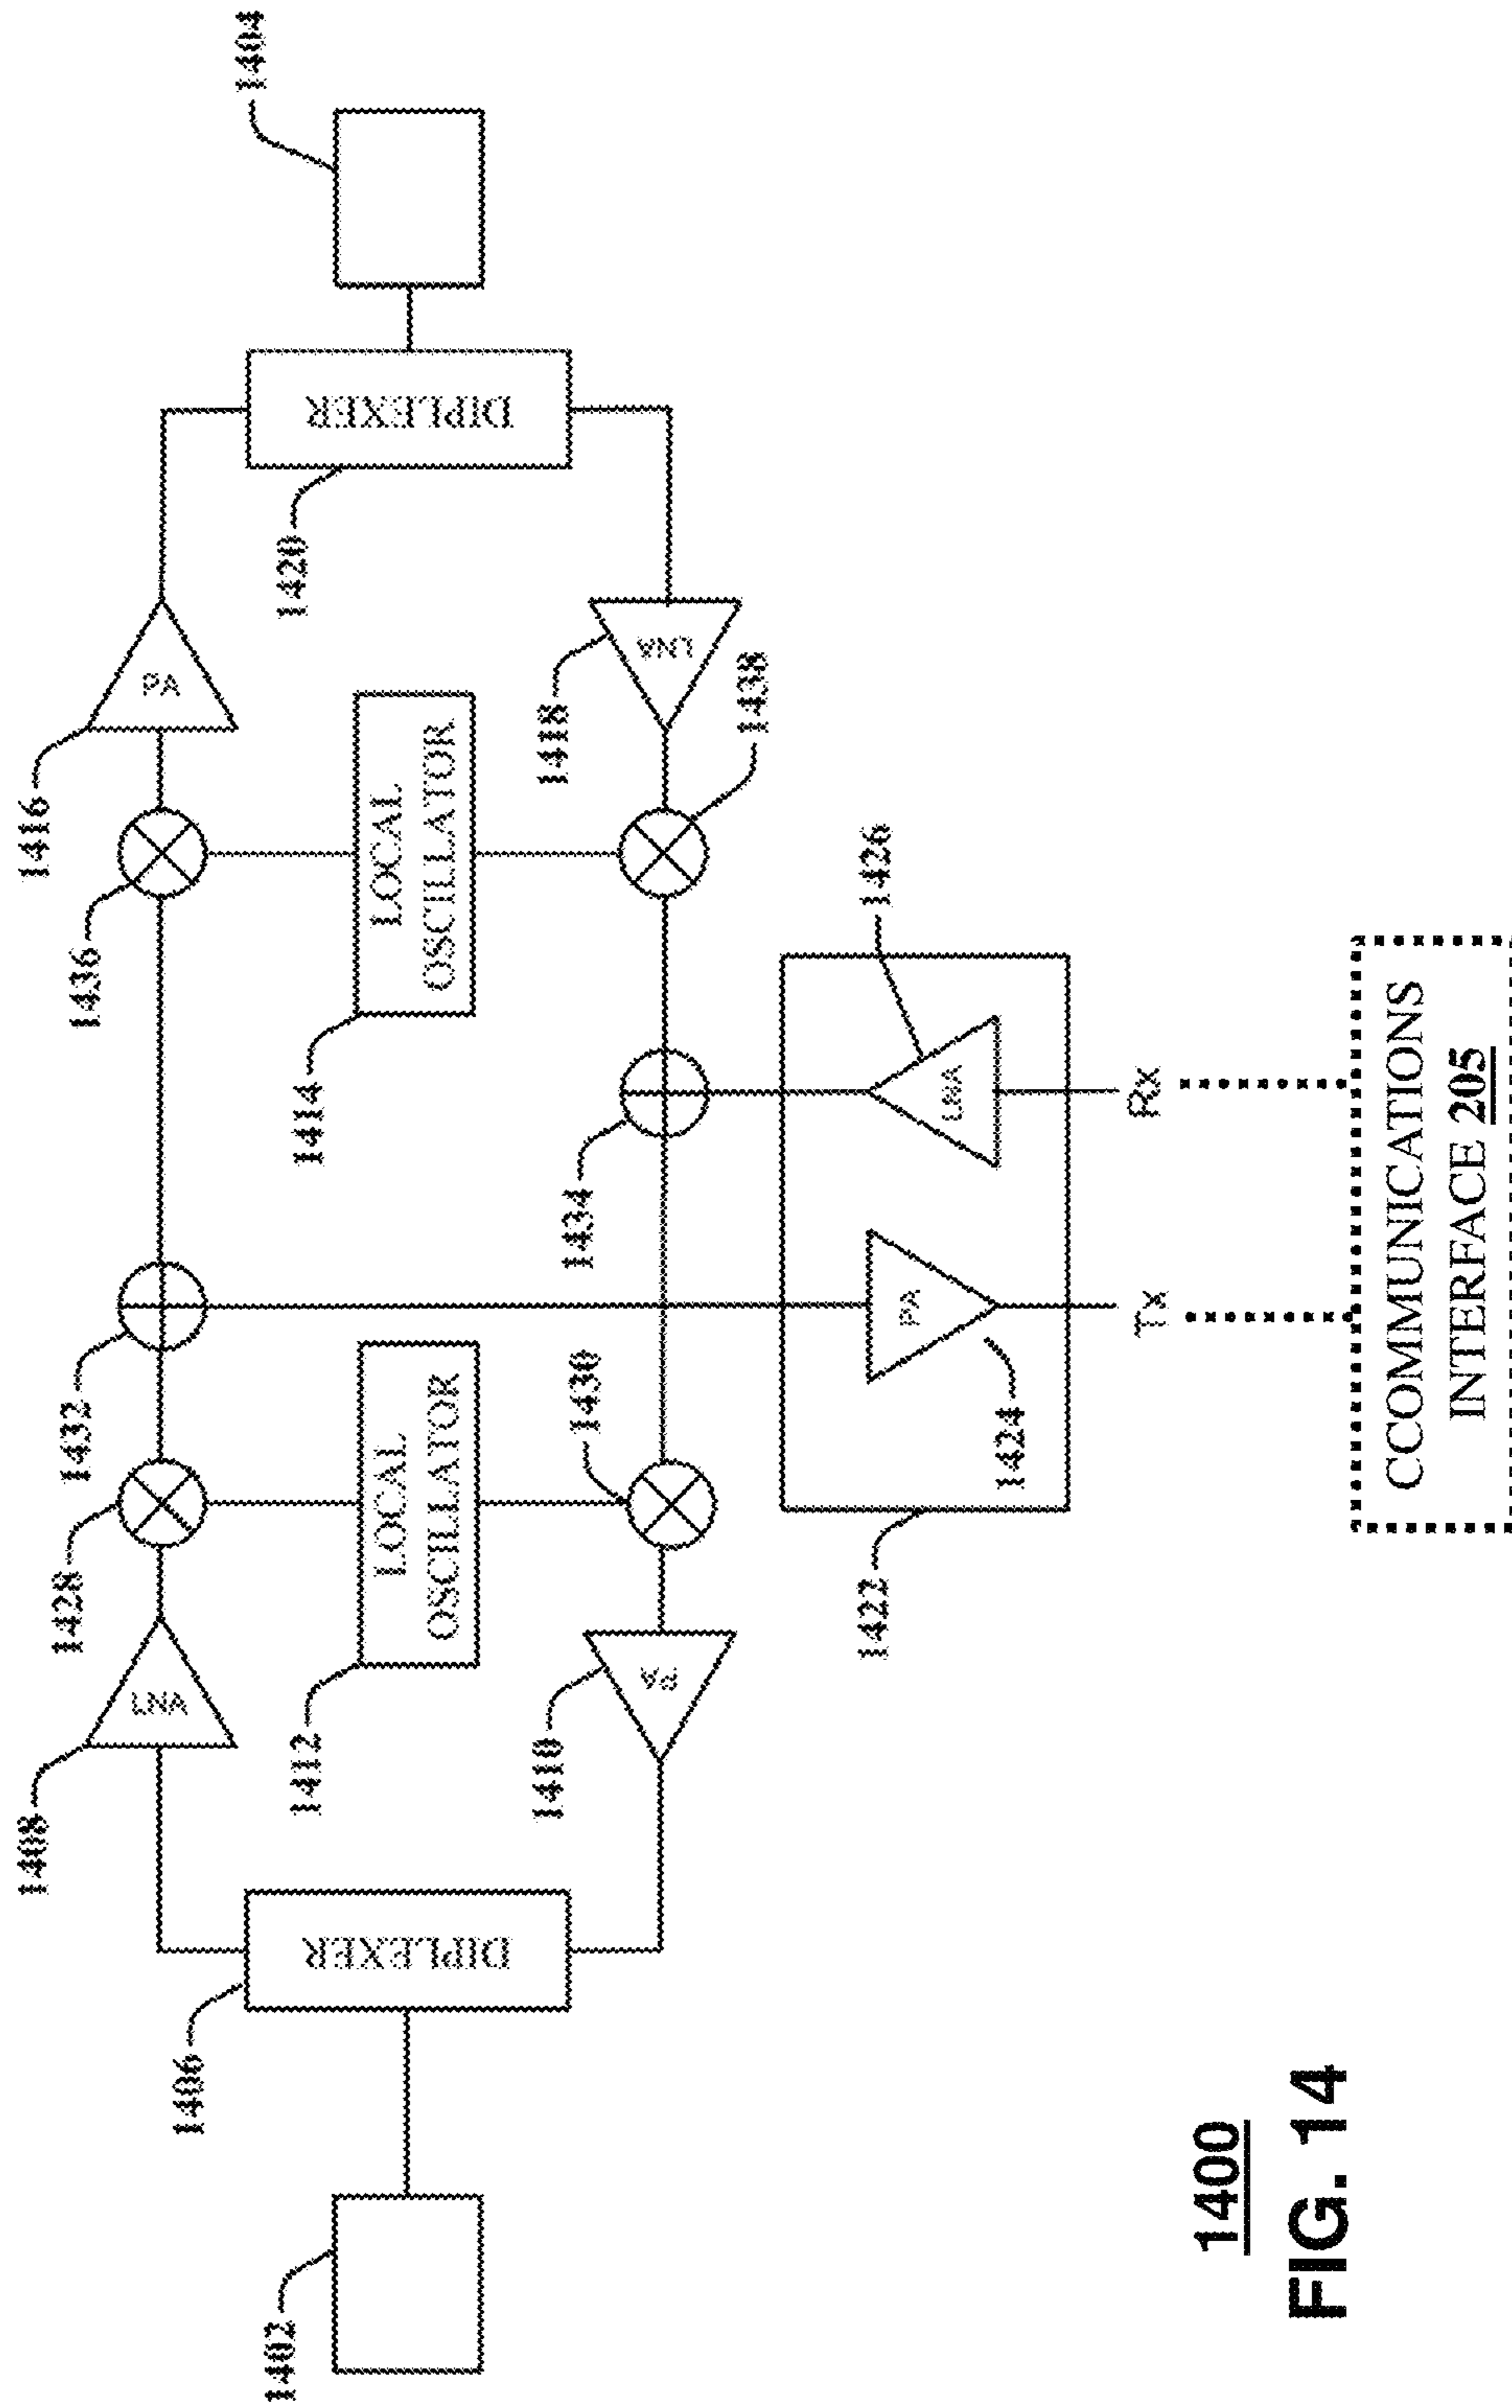 1404
1416
1436
1420
DIPLEXER
PA
LOCAL
OSCILLATOR
1414
LNA
1418
1438
1432
1434
1426
LNA
Rx
1428
1412
LOCAL
OSCILLATOR
1430
PA
1424
Tx
1422
1408
LNA
PA
1410
1406
DIPLEXER
1402
CCOMMUNICATIONS
INTERFACE 205
1400
FIG. 14